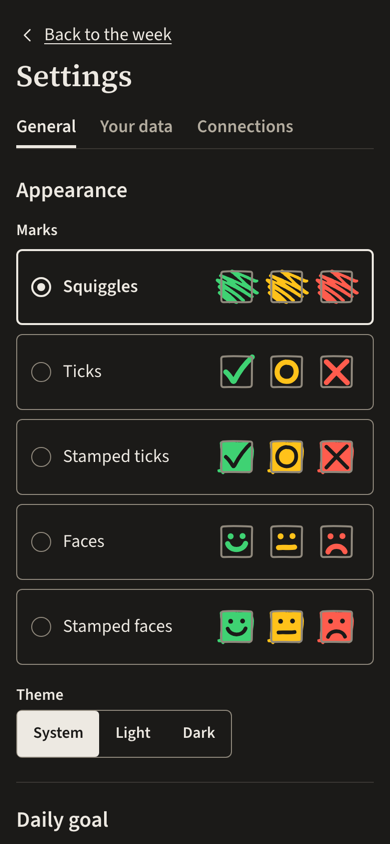 Back to the week
Settings
General Your data Connections
Appearance
Marks
Squiggles
Ticks
Stamped ticks
Faces
Stamped faces
Theme
System Light Dark
Daily goal